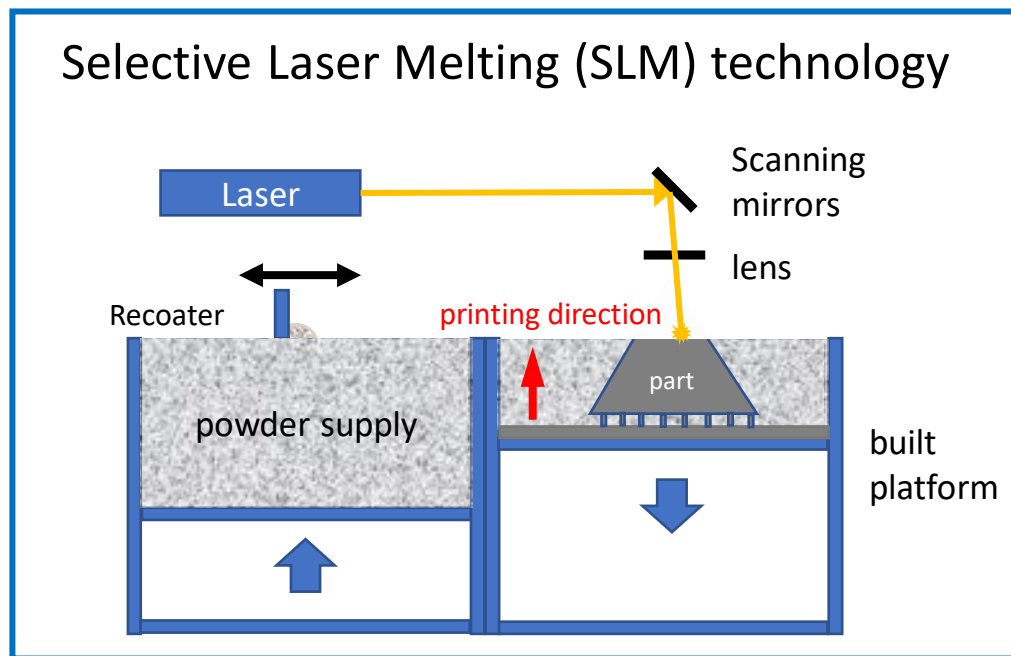 Selective Laser Melting (SLM) technology
Laser
Scanning
mirrors
lens
Recoater
printing direction
part
powder supply
built
platform